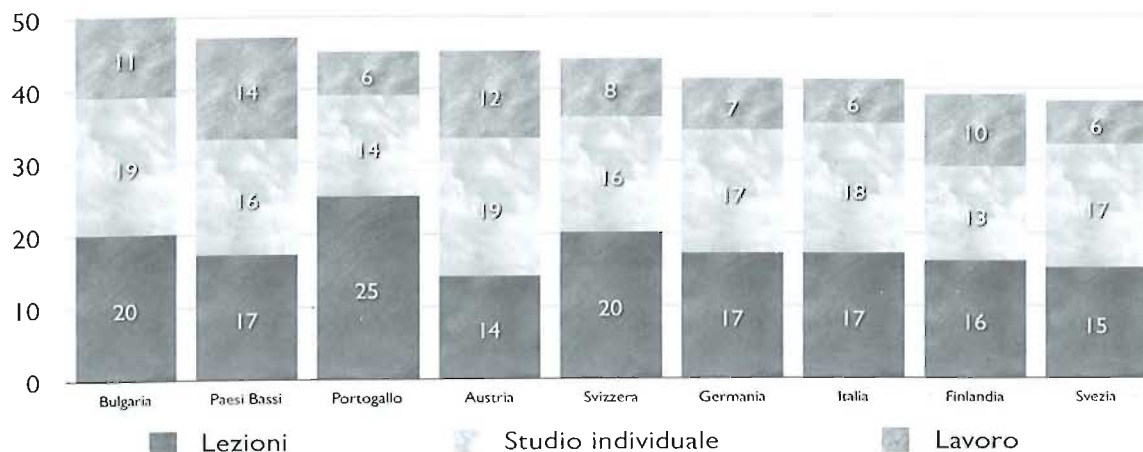 50
11 14 6 12 8 7 6 10 6
40
19 16 14 19 16 17 18 13 17
30
20
20 17 25 14 20 17 17 16 15
10
0
Bulgaria Paesi Bassi Portogallo Austria Svizzera Germania Italia Finlandia Svezia
Lezioni Studio individuale Lavoro